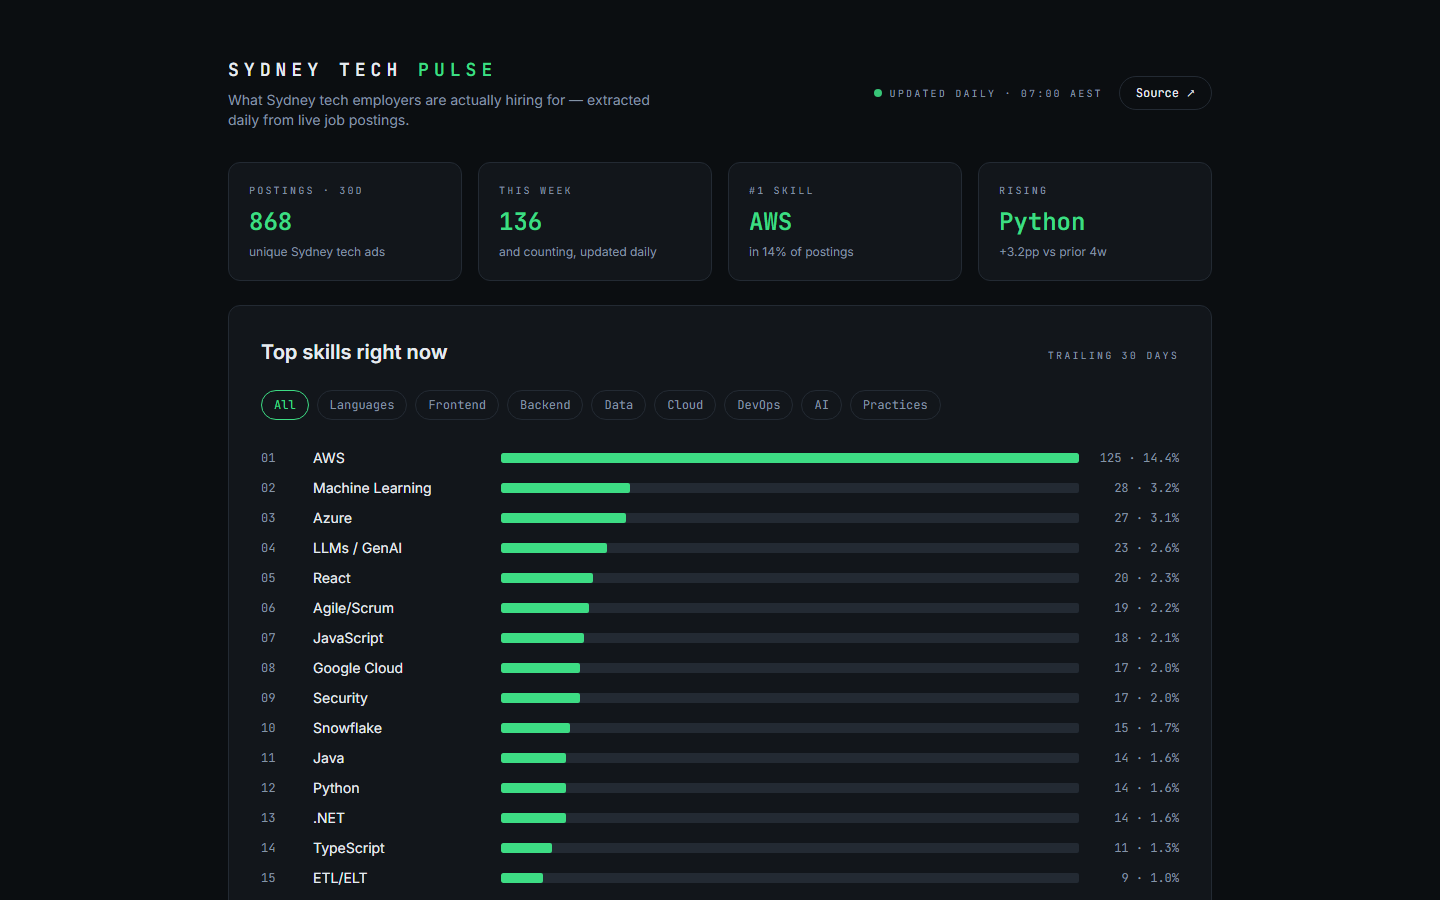 SYDNEY TECH PULSE
What Sydney tech employers are actually hiring for — extracted
daily from live job postings.
UPDATED DAILY · 07:00 AEST
Source ↗
POSTINGS · 30D
868
unique Sydney tech ads
THIS WEEK
136
and counting, updated daily
#1 SKILL
AWS
in 14% of postings
RISING
Python
+3.2pp vs prior 4w
Top skills right now
TRAILING 30 DAYS
All Languages Frontend Backend Data Cloud DevOps AI Practices
01 AWS 125 · 14.4%
02 Machine Learning 28 · 3.2%
03 Azure 27 · 3.1%
04 LLMs / GenAI 23 · 2.6%
05 React 20 · 2.3%
06 Agile/Scrum 19 · 2.2%
07 JavaScript 18 · 2.1%
08 Google Cloud 17 · 2.0%
09 Security 17 · 2.0%
10 Snowflake 15 · 1.7%
11 Java 14 · 1.6%
12 Python 14 · 1.6%
13 .NET 14 · 1.6%
14 TypeScript 11 · 1.3%
15 ETL/ELT 9 · 1.0%